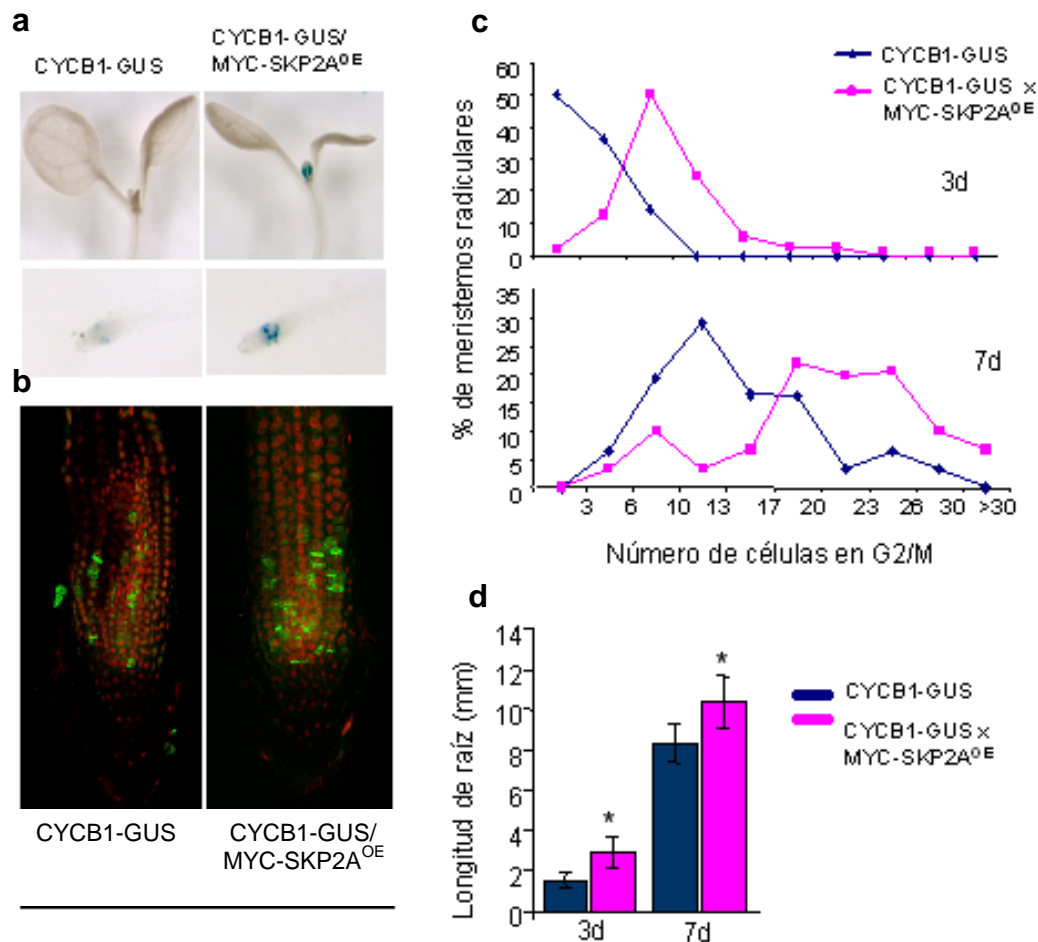 a
CYCB1-GUS
CYCB1-GUS/
MYC-SKP2A^OE
b
CYCB1-GUS
CYCB1-GUS/
MYC-SKP2A^OE
c
CYCB1-GUS
CYCB1-GUS x
MYC-SKP2A^OE
% de meristemos radiculares
60
50
40
30
20
10
0
3d
35
30
25
20
15
10
5
0
7d
3 6 10 13 17 20 23 26 30 >30
Número de células en G2/M
d
Longitud de raíz (mm)
14
12
10
8
6
4
2
0
*
*
3d 7d
CYCB1-GUS
CYCB1-GUS x
MYC-SKP2A^OE